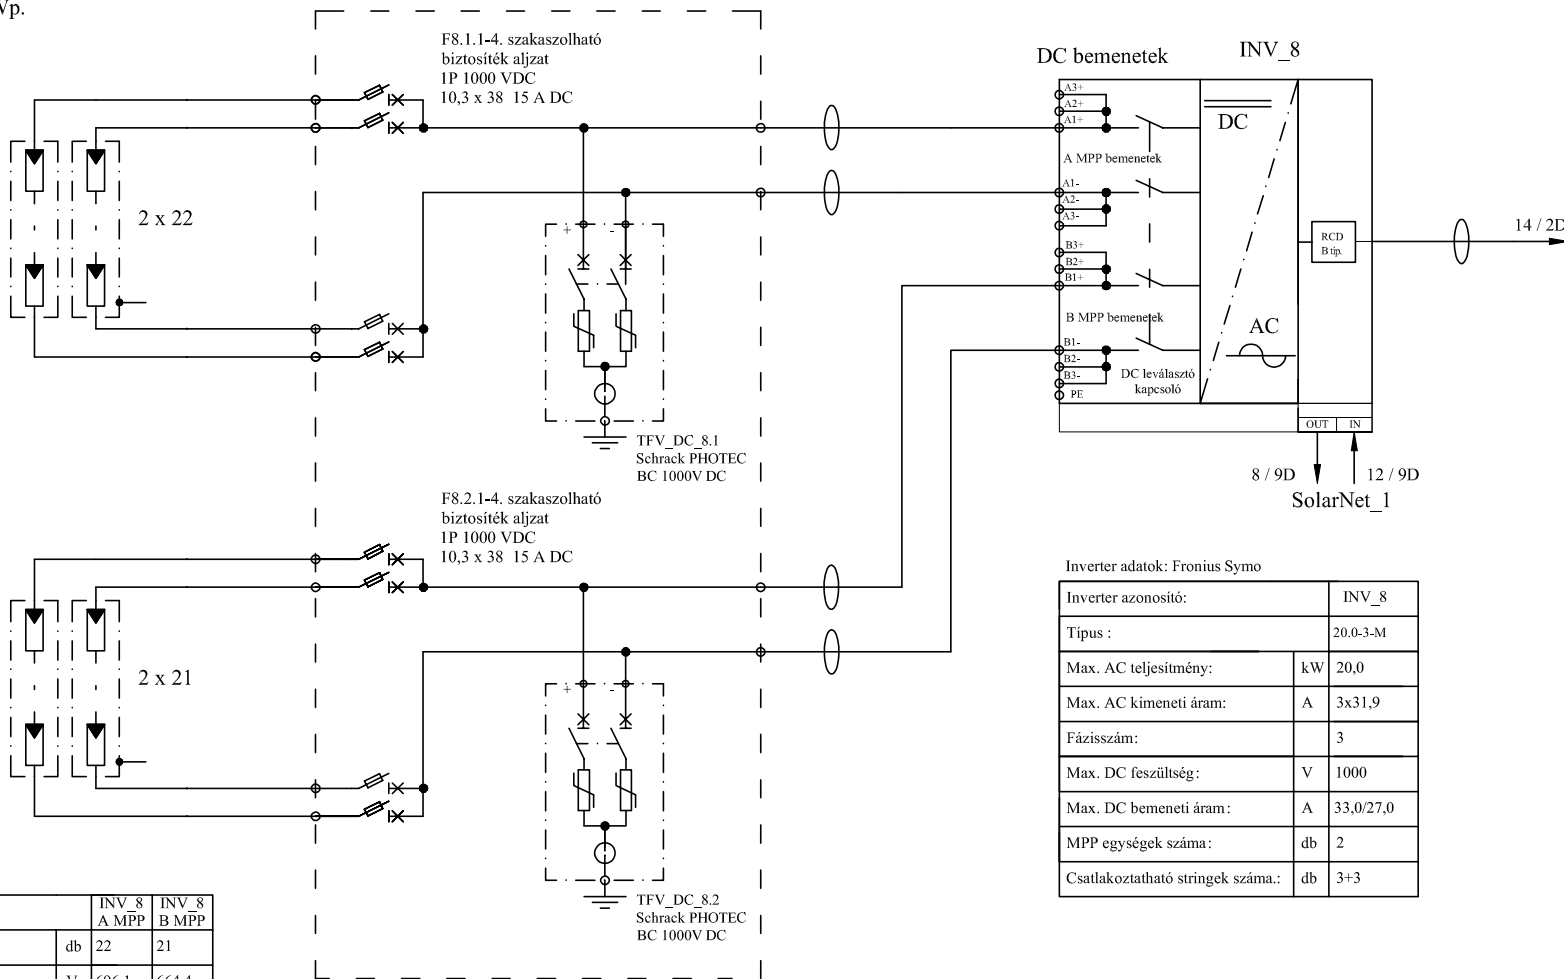 Vp.
F8.1.1-4. szakaszolható
biztosíték aljzat
1P 1000 VDC
10,3 x 38 15 A DC
2 x 22
+ -
TFV_DC_8.1
Schrack PHOTEC
BC 1000V DC
DC bemenetek
INV_8
A3+
A2+
A1+
A MPP bemenetek
A1-
A2-
A3-
B3+
B2+
B1+
B MPP bemenetek
B1-
B2-
B3-
PE
DC leválasztó
kapcsoló
DC
AC
RCD
B tip.
14 / 2D
OUT IN
8 / 9D 12 / 9D
SolarNet_1
F8.2.1-4. szakaszolható
biztosíték aljzat
1P 1000 VDC
10,3 x 38 15 A DC
2 x 21
+ -
TFV_DC_8.2
Schrack PHOTEC
BC 1000V DC
Inverter adatok: Fronius Symo
Inverter azonosító: INV_8
Típus : 20.0-3-M
Max. AC teljesítmény: kW 20,0
Max. AC kimeneti áram: A 3x31,9
Fázisszám: 3
Max. DC feszültség: V 1000
Max. DC bemeneti áram: A 33,0/27,0
MPP egységek száma: db 2
Csatlakoztatható stringek száma.: db 3+3
INV_8 INV_8
A MPP B MPP
db 22 21